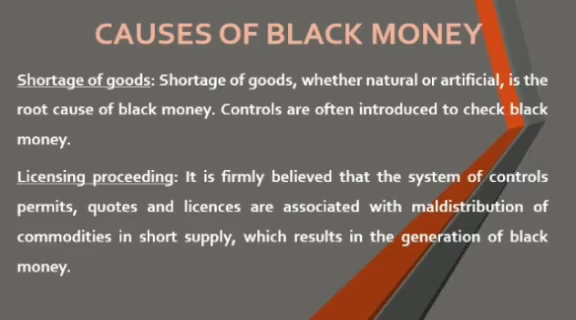 CAUSES OF BLACK MONEY
Shortage of goods: Shortage of goods, whether natural or artificial, is the
root cause of black money. Controls are often introduced to check black
money.
Licensing proceeding: It is firmly believed that the system of controls
permits, quotes and licences are associated with maldistribution of
commodities in short supply, which results in the generation of black
money.